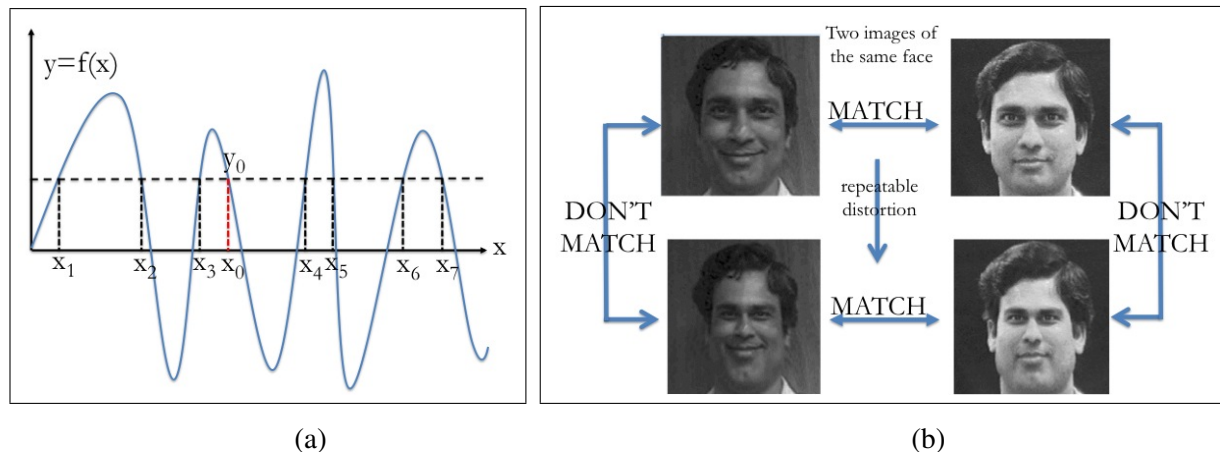 y=f(x)
y₀
x
x₁ x₂ x₃ x₀ x₄ x₅ x₆ x₇
(a)
Two images of
the same face
MATCH
repeatable
distortion
DON'T
MATCH
DON'T
MATCH
MATCH
(b)